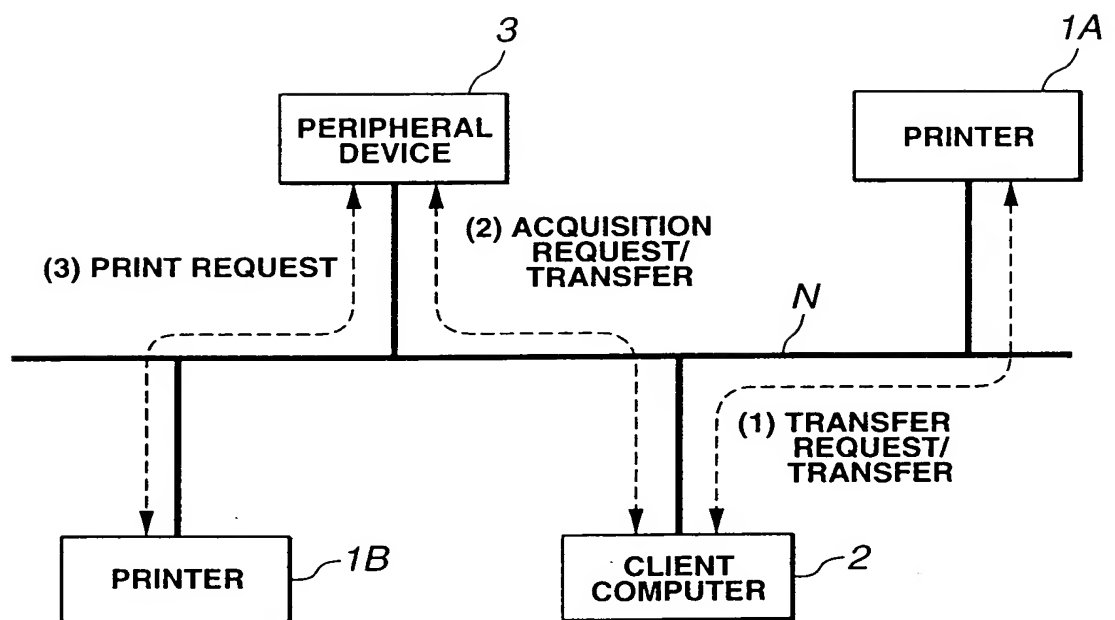 3
1A
PERIPHERAL
DEVICE
PRINTER
(2) ACQUISITION
REQUEST/
TRANSFER
(3) PRINT REQUEST
N
(1) TRANSFER
REQUEST/
TRANSFER
PRINTER
1B
CLIENT
COMPUTER
2